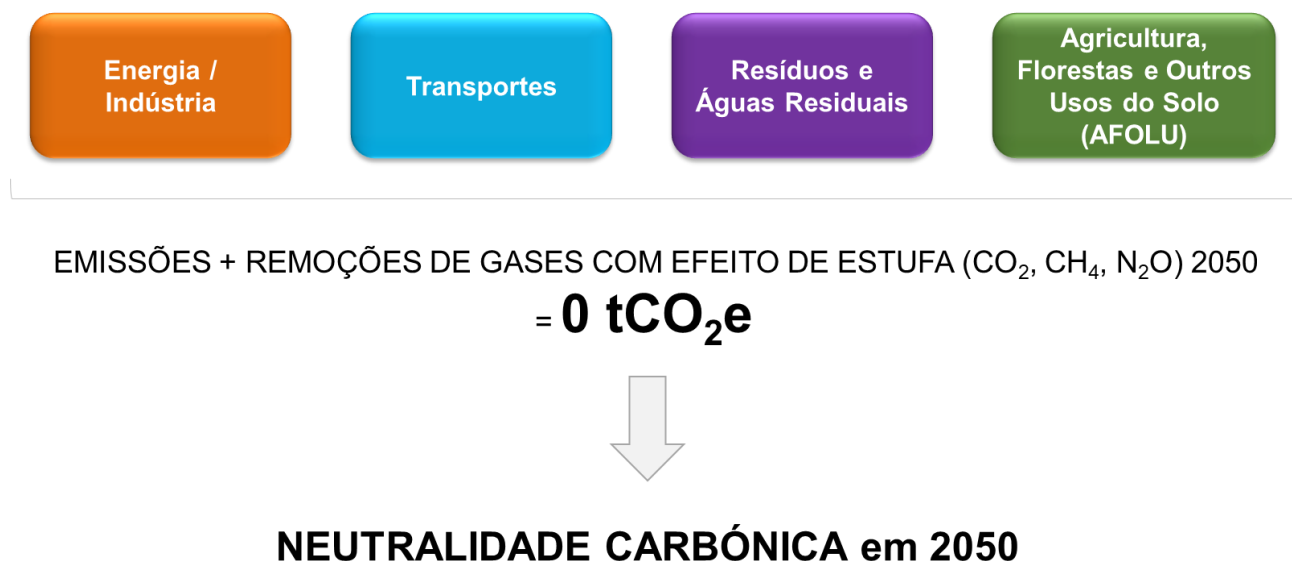 Energia /
Indústria
Transportes
Resíduos e
Águas Residuais
Agricultura,
Florestas e Outros
Usos do Solo
(AFOLU)
EMISSÕES + REMOÇÕES DE GASES COM EFEITO DE ESTUFA (CO₂, CH₄, N₂O) 2050
= 0 tCO₂e
NEUTRALIDADE CARBÓNICA em 2050